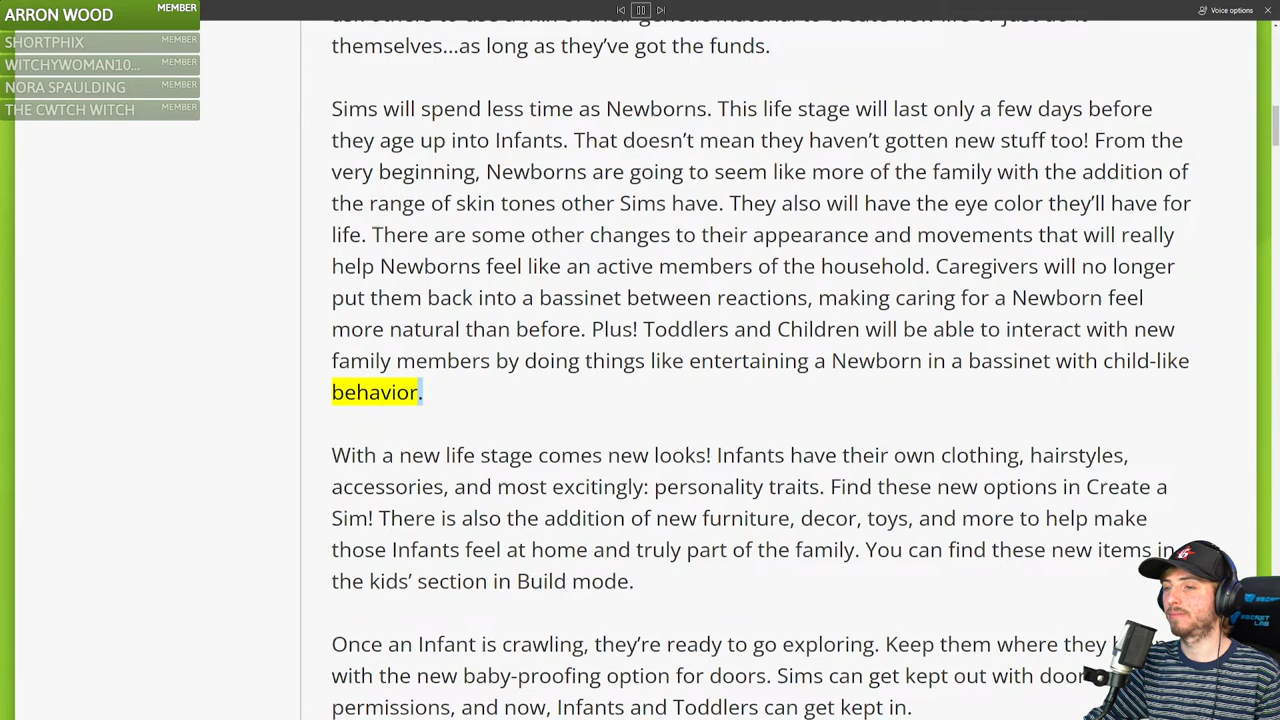 ARRON WOOD MEMBER
SHORTPHIX MEMBER
WITCHYWOMAN10... MEMBER
NORA SPAULDING MEMBER
THE CWTCH WITCH MEMBER
Voice options
themselves...as long as they’ve got the funds.
Sims will spend less time as Newborns. This life stage will last only a few days before
they age up into Infants. That doesn’t mean they haven’t gotten new stuff too! From the
very beginning, Newborns are going to seem like more of the family with the addition of
the range of skin tones other Sims have. They also will have the eye color they’ll have for
life. There are some other changes to their appearance and movements that will really
help Newborns feel like an active members of the household. Caregivers will no longer
put them back into a bassinet between reactions, making caring for a Newborn feel
more natural than before. Plus! Toddlers and Children will be able to interact with new
family members by doing things like entertaining a Newborn in a bassinet with child-like
behavior.
With a new life stage comes new looks! Infants have their own clothing, hairstyles,
accessories, and most excitingly: personality traits. Find these new options in Create a
Sim! There is also the addition of new furniture, decor, toys, and more to help make
those Infants feel at home and truly part of the family. You can find these new items in
the kids’ section in Build mode.
Once an Infant is crawling, they’re ready to go exploring. Keep them where they
with the new baby-proofing option for doors. Sims can get kept out with door
permissions, and now, Infants and Toddlers can get kept in.